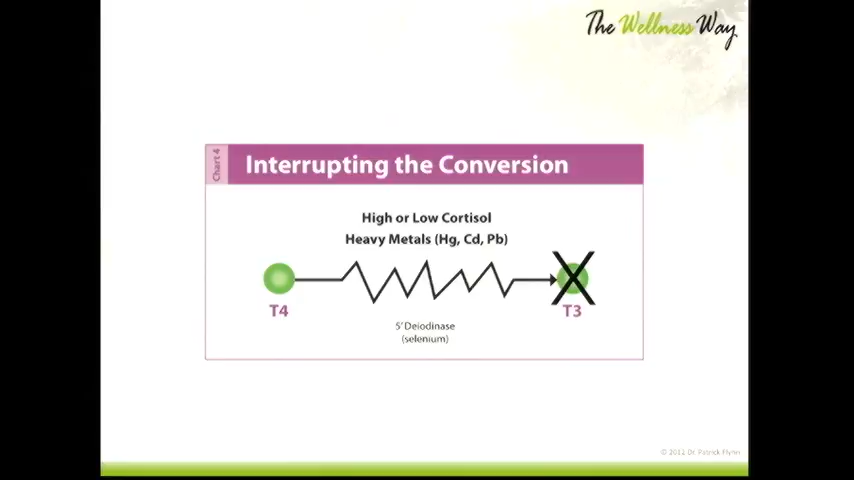 The Wellness Way
Chart 4
Interrupting the Conversion
High or Low Cortisol
Heavy Metals (Hg, Cd, Pb)
T4
T3
5' Deiodinase
(selenium)
© 2012 Dr. Patrick Flynn